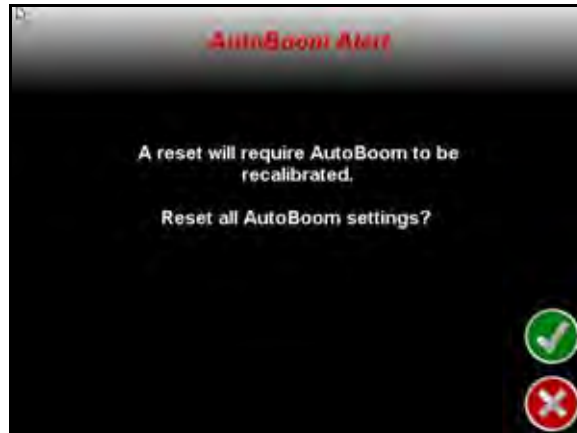 AutoBoom Alert
A reset will require AutoBoom to be
recalibrated.
Reset all AutoBoom settings?